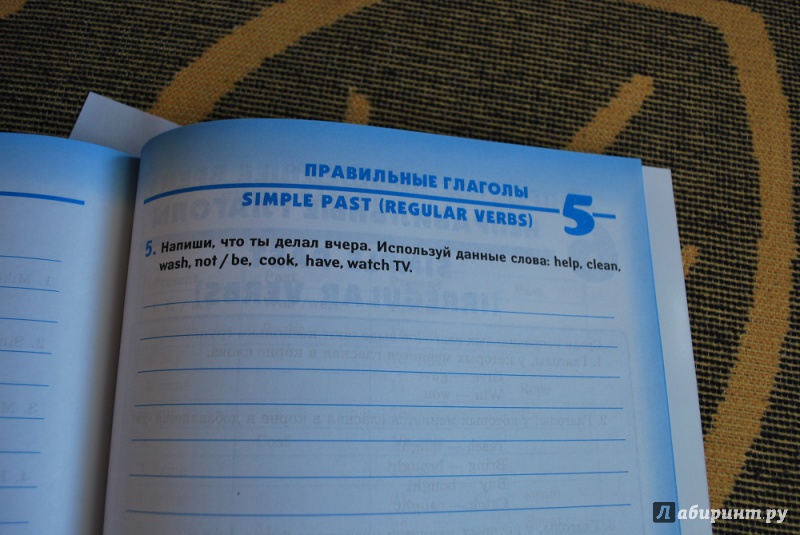 ПРАВИЛЬНЫЕ ГЛАГОЛЫ
SIMPLE PAST (REGULAR VERBS) 5
5. Напиши, что ты делал вчера. Используй данные слова: help, clean,
wash, not / be, cook, have, watch TV.
Лабиринт.ру